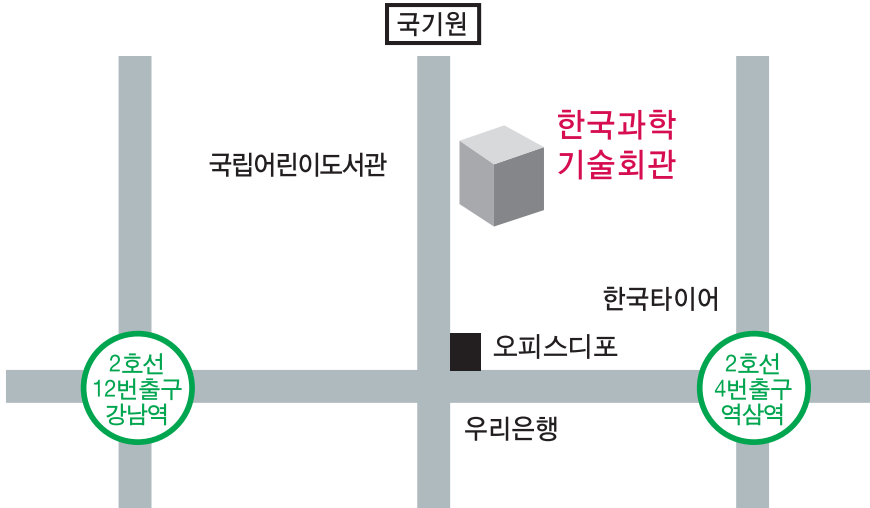 국기원
한국과학
기술회관
국립어린이도서관
한국타이어
오피스디포
2호선
12번출구
강남역
2호선
4번출구
역삼역
우리은행